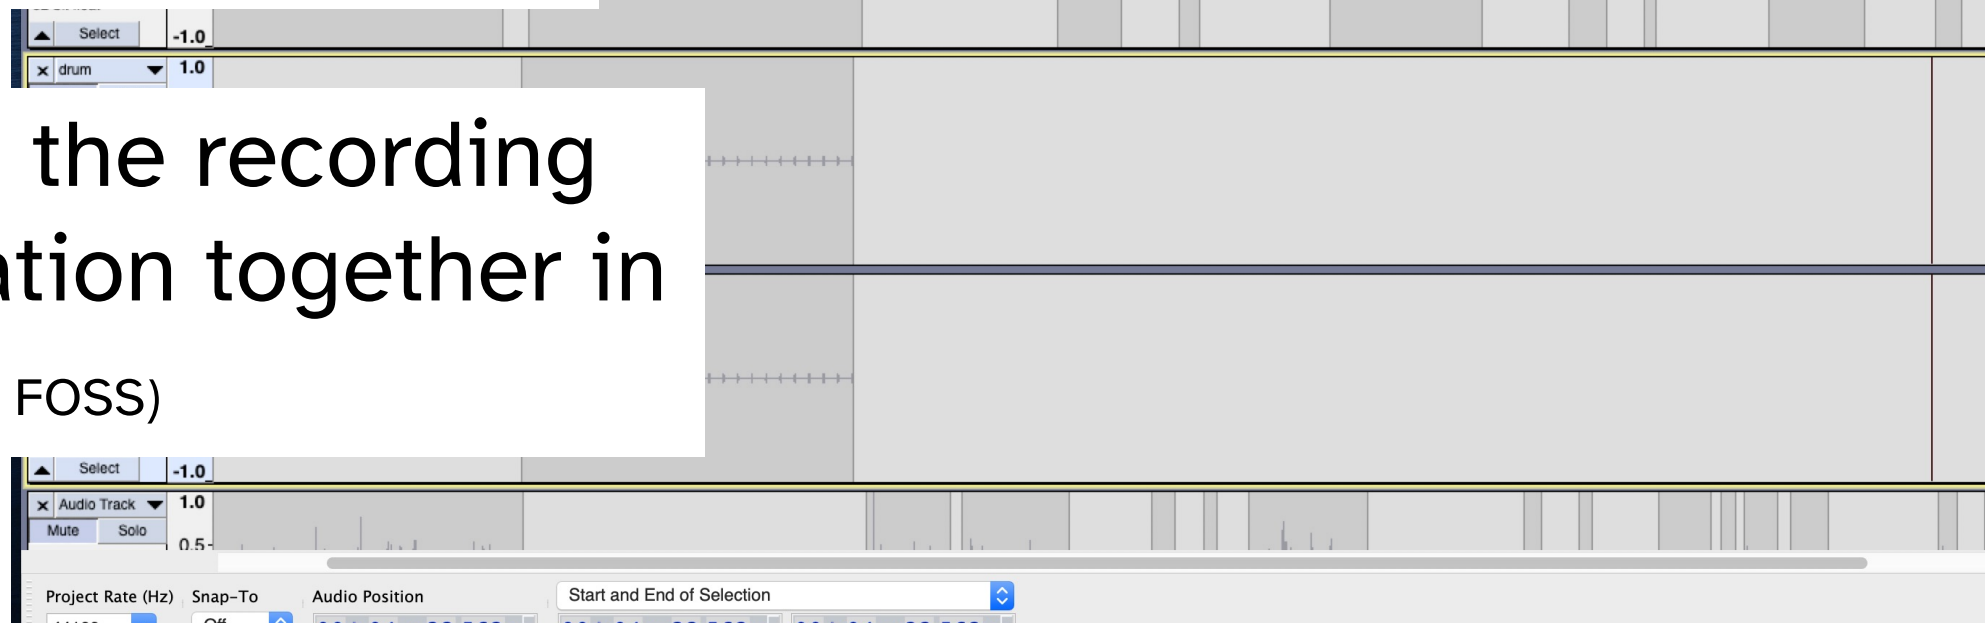 Select
-1.0
drum
1.0
the recording
ation together in
FOSS)
Select
-1.0
Audio Track
1.0
Mute Solo
0.5
Project Rate (Hz) Snap-To Audio Position Start and End of Selection
Off